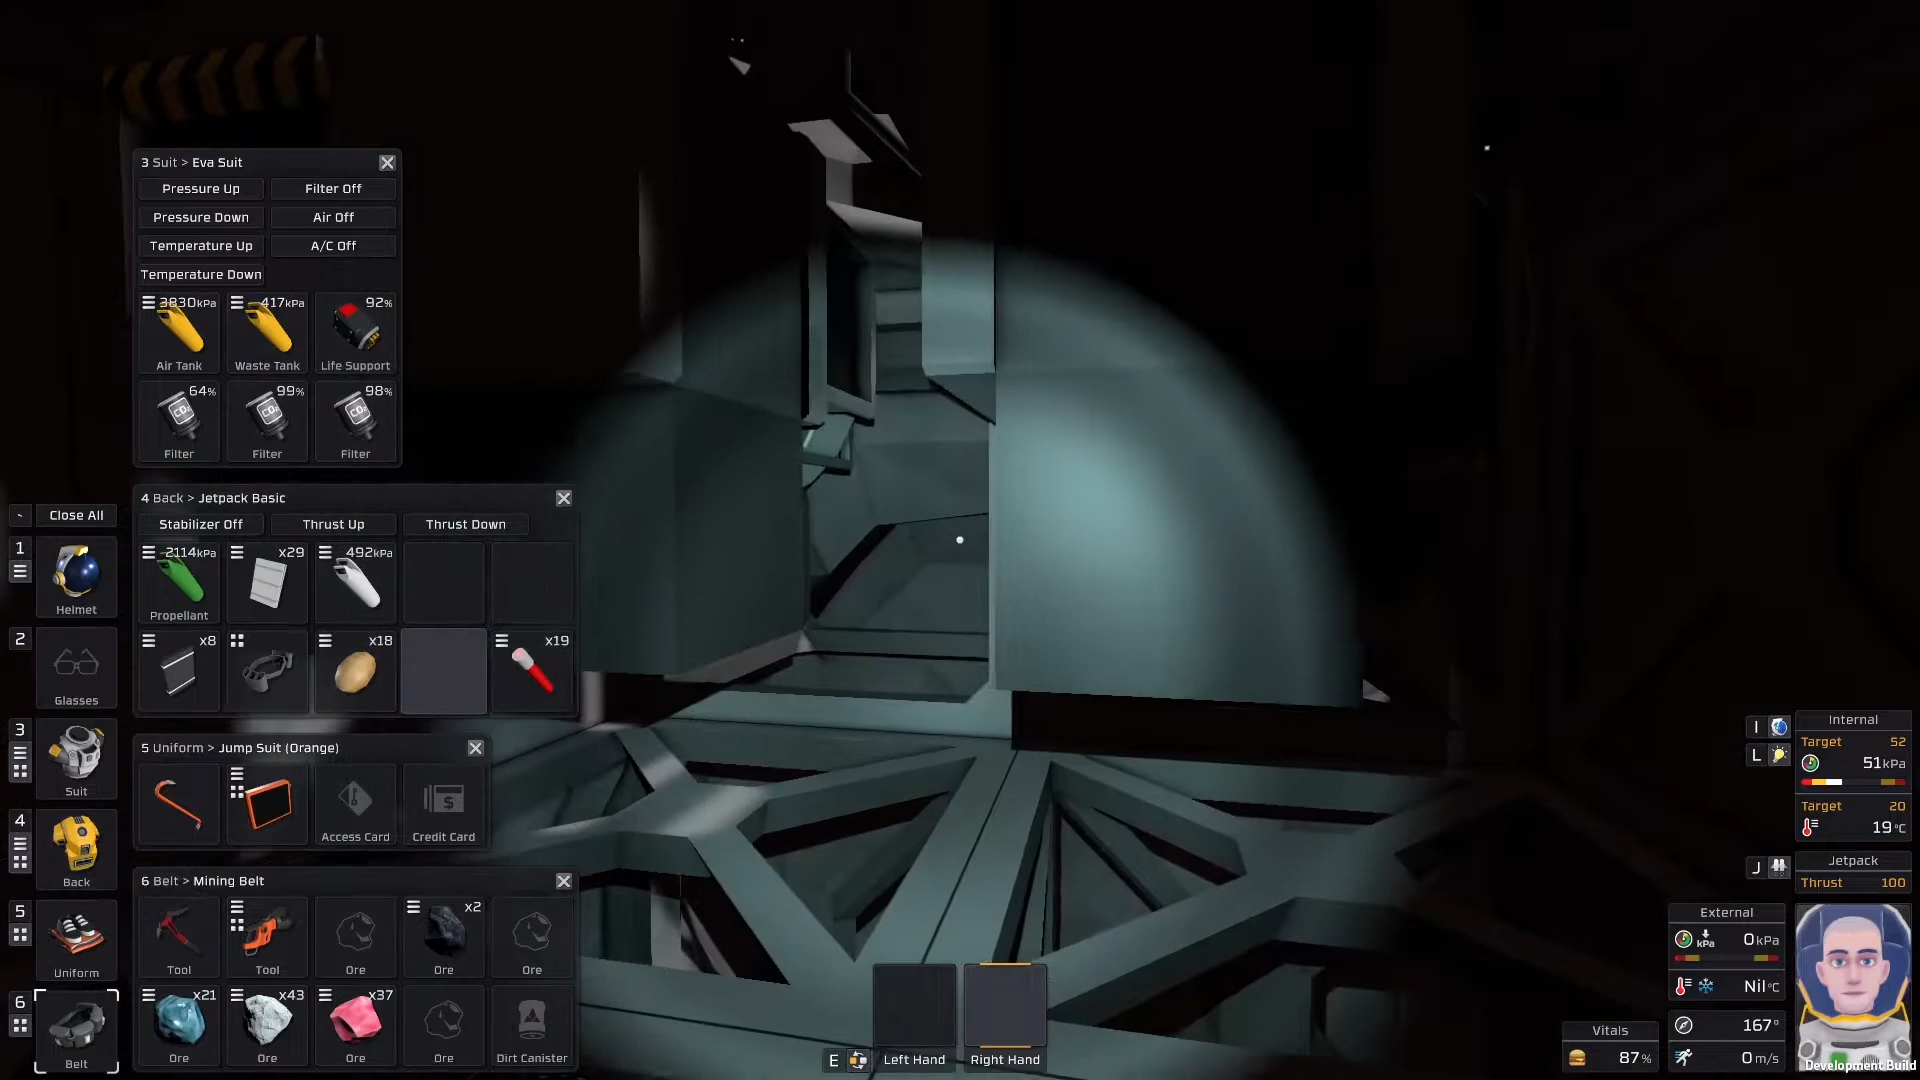 3 Suit > Eva Suit
Pressure Up
Filter Off
Pressure Down
Air Off
Temperature Up
A/C Off
Temperature Down
3830kPa
417kPa
92%
Air Tank
Waste Tank
Life Support
64%
99%
98%
CO₂
CO₂
CO₂
Filter
Filter
Filter
4 Back > Jetpack Basic
Stabilizer Off
Thrust Up
Thrust Down
2114kPa
x29
492kPa
Propellant
x8
x18
x19
5 Uniform > Jump Suit (Orange)
Access Card
Credit Card
6 Belt > Mining Belt
x2
Tool
Tool
Ore
Ore
Ore
x21
x43
x37
Ore
Ore
Ore
Ore
Dirt Canister
~ Close All
1
Helmet
2
Glasses
3
Suit
4
Back
5
Uniform
6
Belt
E
Left Hand
Right Hand
Internal
I
Target 52
L
51kPa
Target 20
19°C
J
Jetpack
Thrust 100
External
kPa
0kPa
Nil°C
167°
0m/s
Vitals
87%
Development Build